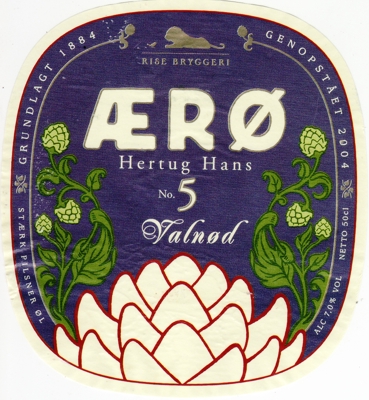 GRUNDLAGT 1884
GENOPSTÅET 2004
RISE BRYGGERI
ÆRØ
Hertug Hans
No. 5
Valnød
STÆRK PILSNER ØL
ALC 7,0% VOL NETTO 50cl